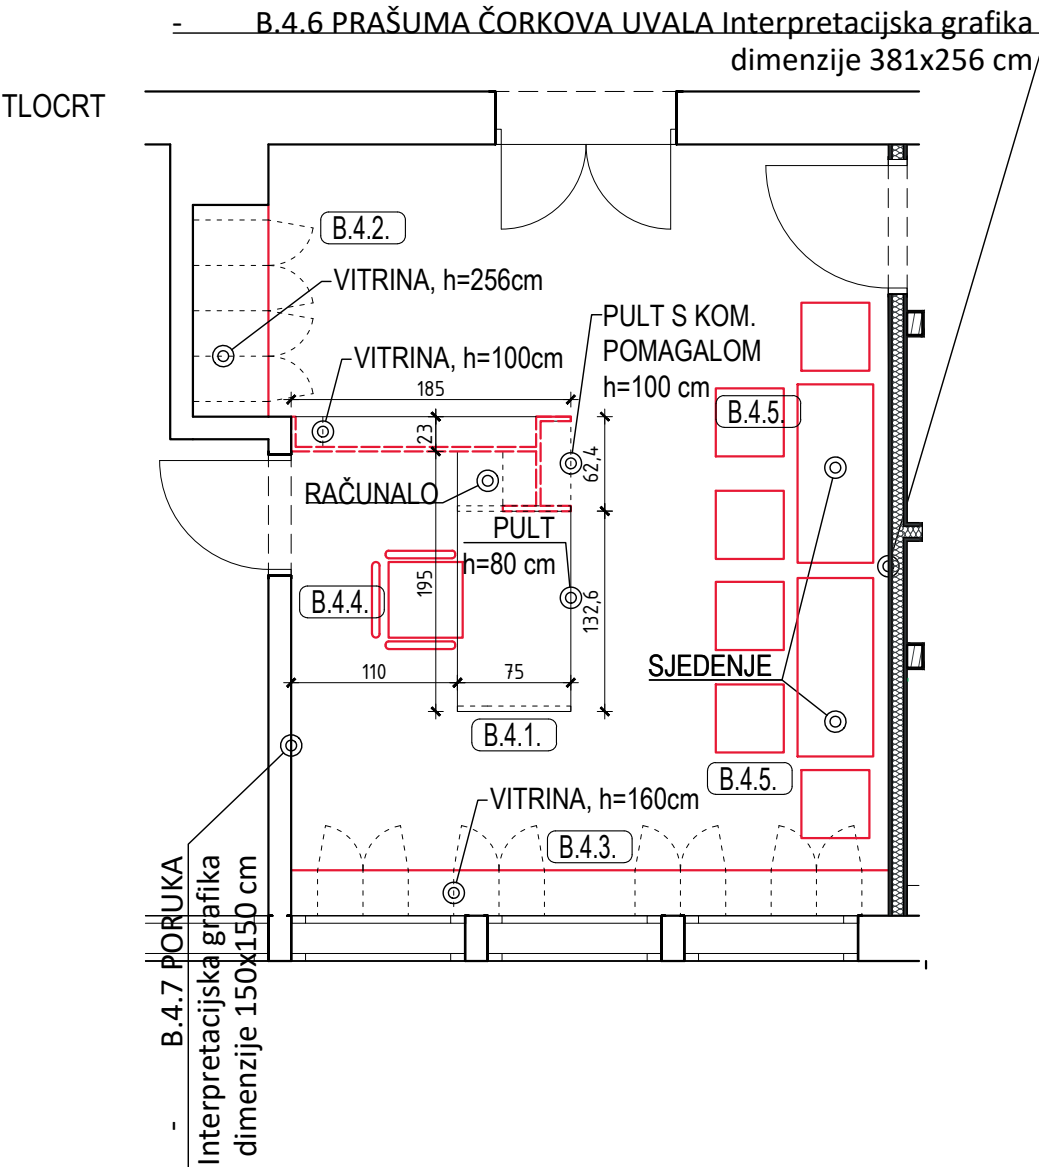 - B.4.6 PRAŠUMA ČORKOVA UVALA Interpretacijska grafika
dimenzije 381x256 cm
TLOCRT
B.4.2.
VITRINA, h=256cm
PULT S KOM.
POMAGALOM
h=100 cm
VITRINA, h=100cm
185
B.4.5.
23
62,4
RAČUNALO
PULT
h=80 cm
B.4.4.
195
132,6
110
75
SJEDENJE
B.4.1.
B.4.5.
VITRINA, h=160cm
B.4.3.
- B.4.7 PORUKA
Interpretacijska grafika
dimenzije 150x150 cm